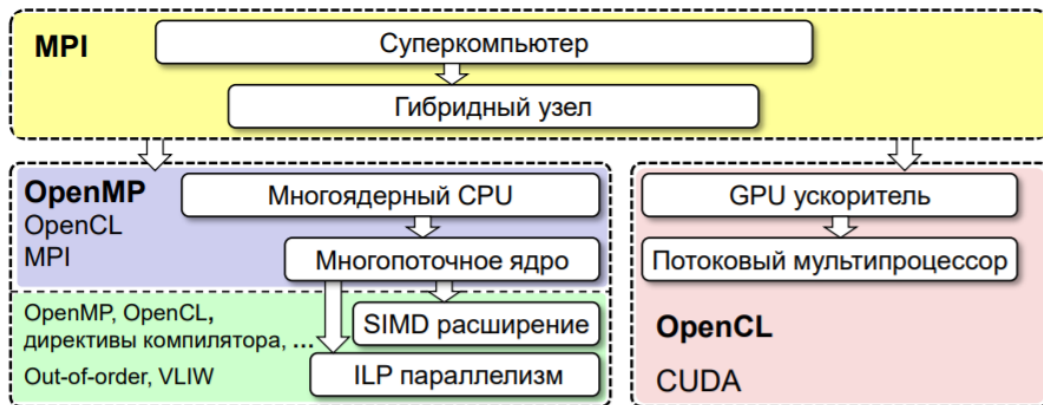 MPI
Суперкомпьютер
Гибридный узел
OpenMP
OpenCL
MPI
Многоядерный CPU
Многопоточное ядро
OpenMP, OpenCL,
директивы компилятора, ...
Out-of-order, VLIW
SIMD расширение
ILP параллелизм
GPU ускоритель
Потоковый мультипроцессор
OpenCL
CUDA